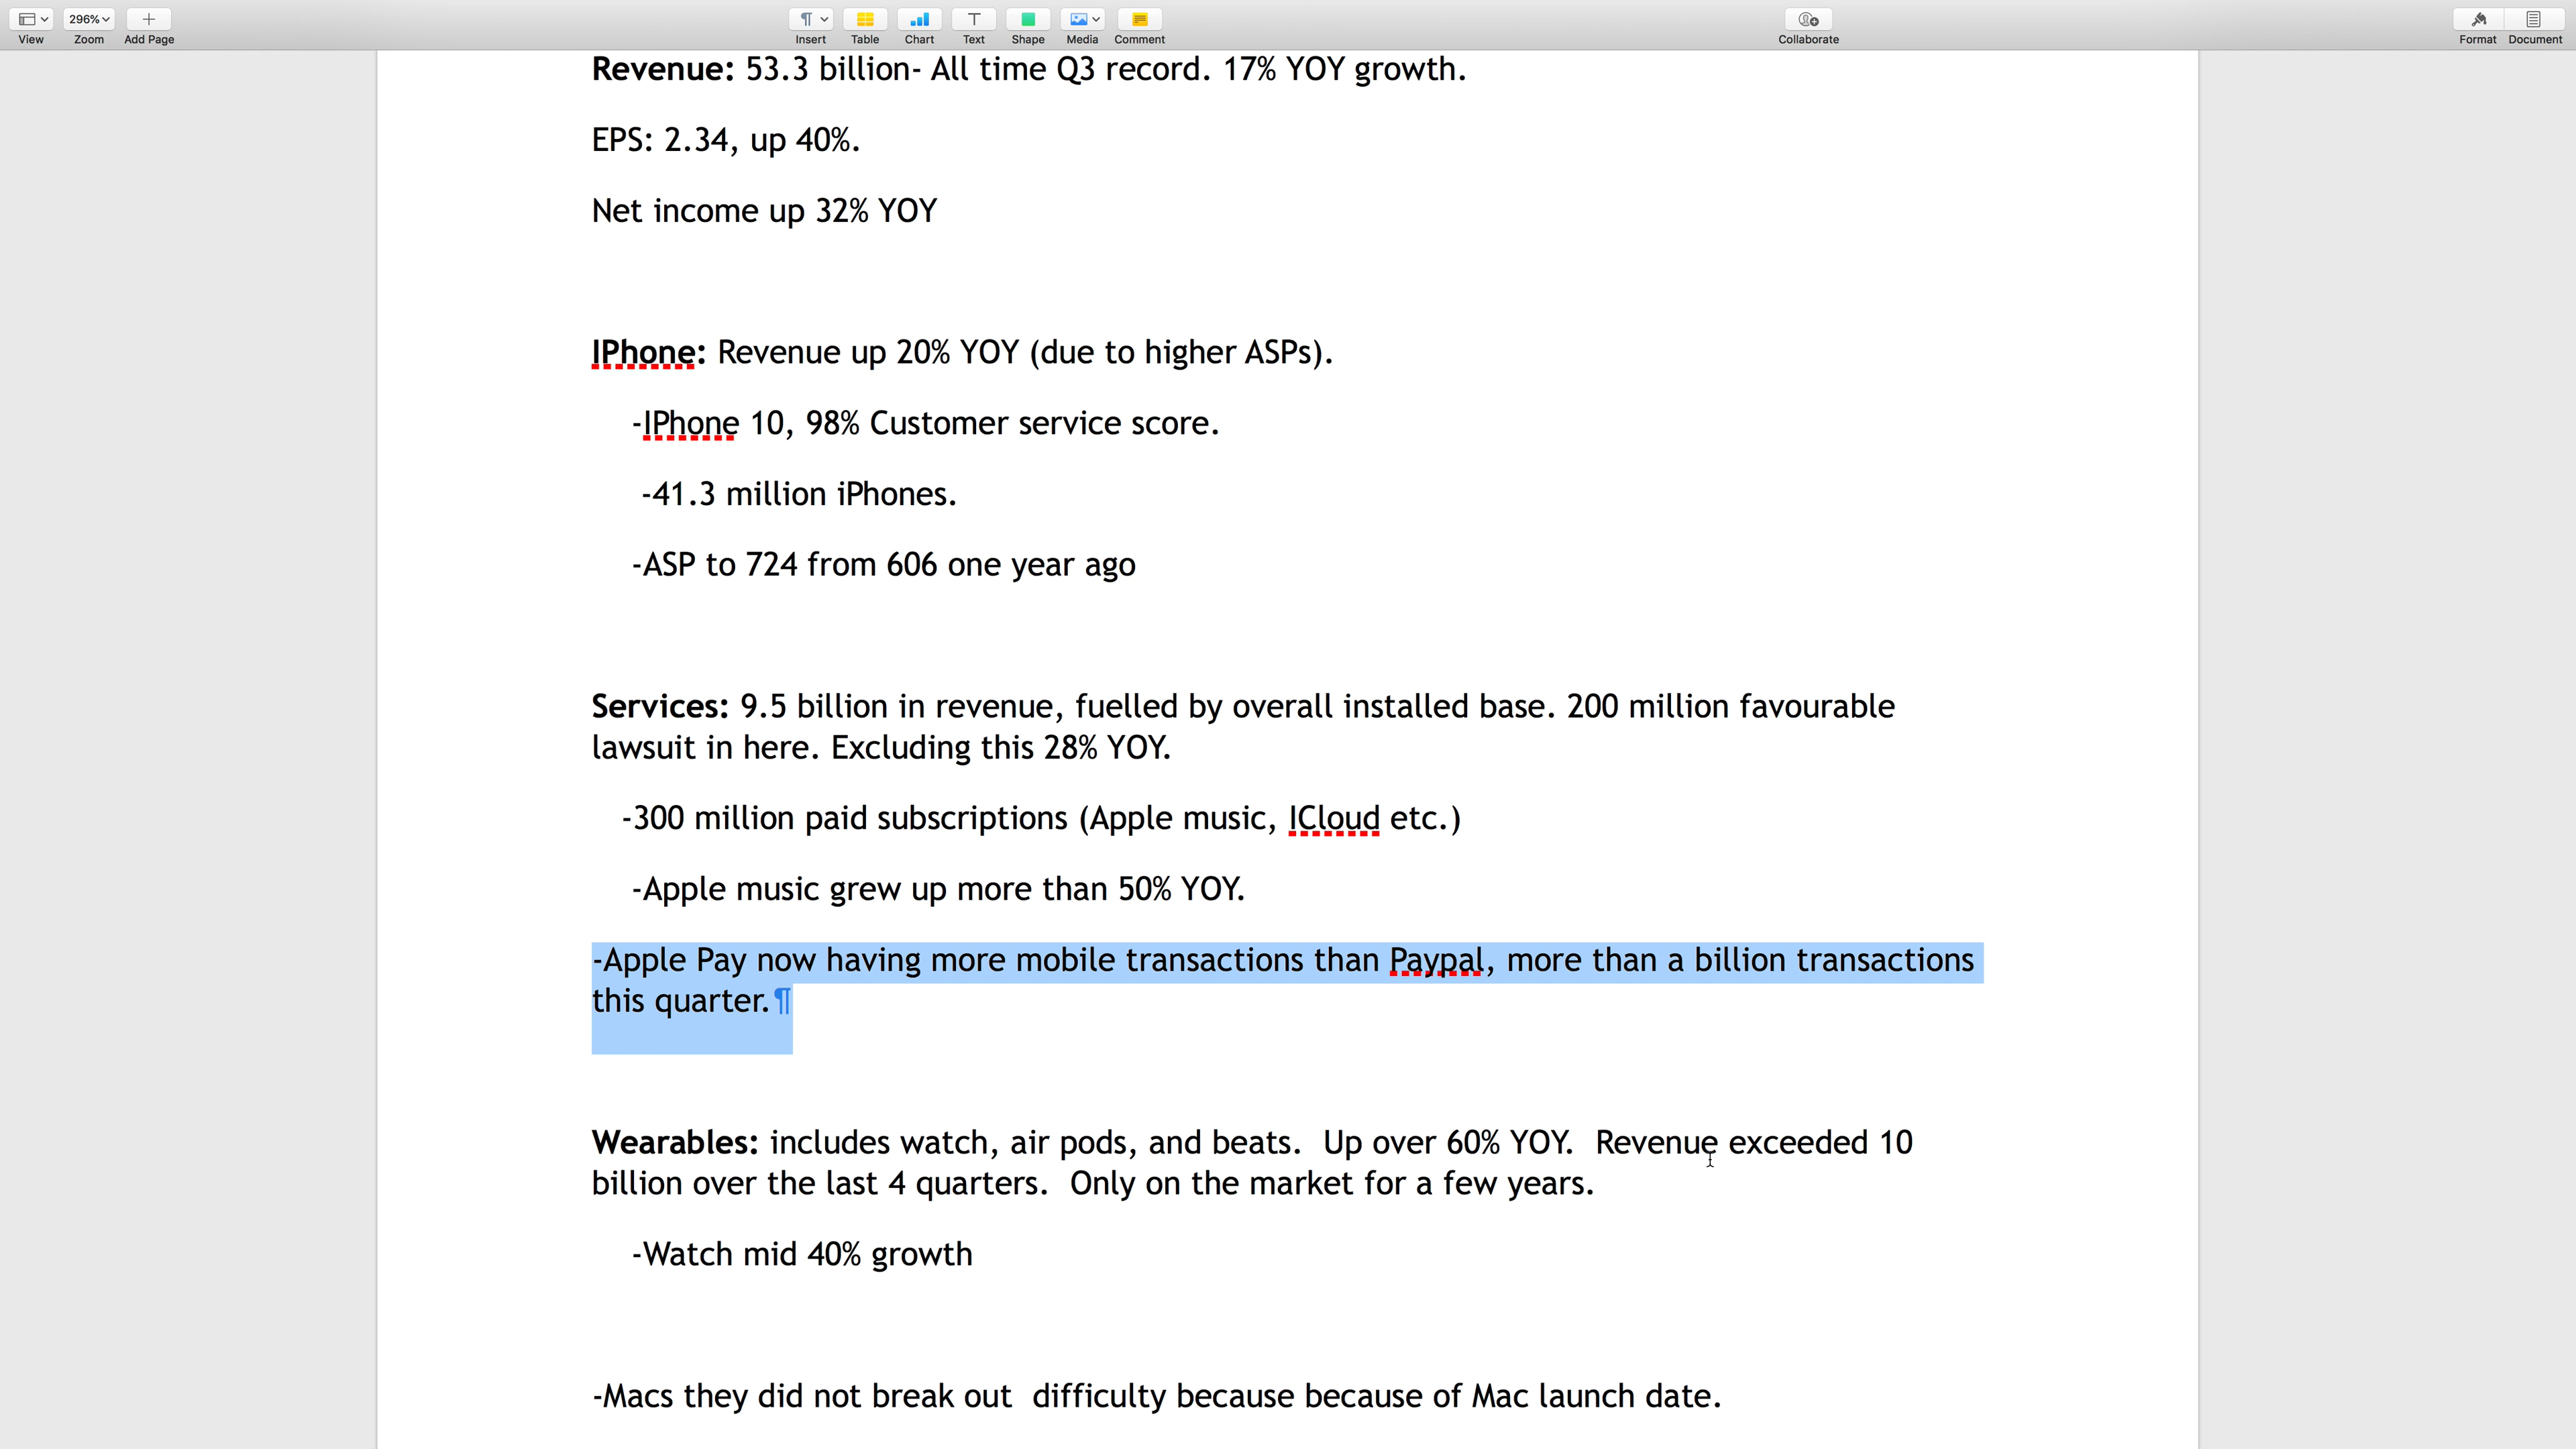 296%
View
Zoom
Add Page
Insert
Table
Chart
Text
Shape
Media
Comment
Collaborate
Format
Document
Revenue: 53.3 billion- All time Q3 record. 17% YOY growth.
EPS: 2.34, up 40%.
Net income up 32% YOY
IPhone: Revenue up 20% YOY (due to higher ASPs).
-IPhone 10, 98% Customer service score.
-41.3 million iPhones.
-ASP to 724 from 606 one year ago
Services: 9.5 billion in revenue, fuelled by overall installed base. 200 million favourable
lawsuit in here. Excluding this 28% YOY.
-300 million paid subscriptions (Apple music, ICloud etc.)
-Apple music grew up more than 50% YOY.
-Apple Pay now having more mobile transactions than Paypal, more than a billion transactions
this quarter.¶
Wearables: includes watch, air pods, and beats.  Up over 60% YOY.  Revenue exceeded 10
billion over the last 4 quarters.  Only on the market for a few years.
-Watch mid 40% growth
-Macs they did not break out  difficulty because because of Mac launch date.